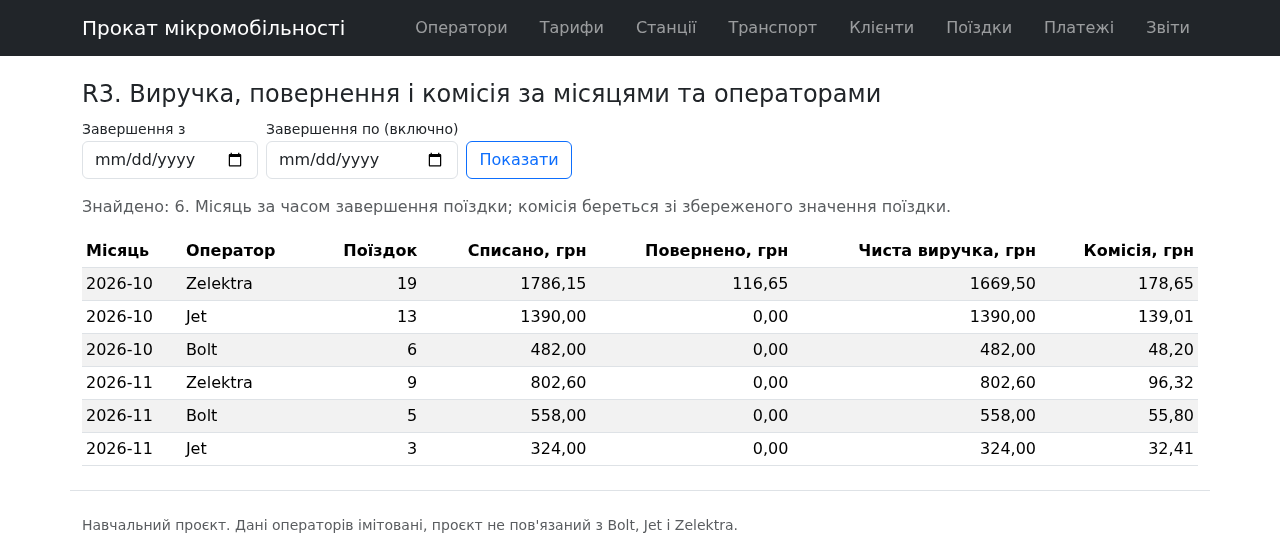 Прокат мікромобільності Оператори Тарифи Станції Транспорт Клієнти Поїздки Платежі Звіти
R3. Виручка, повернення і комісія за місяцями та операторами
Завершення з Завершення по (включно)
mm/dd/yyyy mm/dd/yyyy Показати
Знайдено: 6. Місяць за часом завершення поїздки; комісія береться зі збереженого значення поїздки.
Місяць Оператор Поїздок Списано, грн Повернено, грн Чиста виручка, грн Комісія, грн
2026-10 Zelektra 19 1786,15 116,65 1669,50 178,65
2026-10 Jet 13 1390,00 0,00 1390,00 139,01
2026-10 Bolt 6 482,00 0,00 482,00 48,20
2026-11 Zelektra 9 802,60 0,00 802,60 96,32
2026-11 Bolt 5 558,00 0,00 558,00 55,80
2026-11 Jet 3 324,00 0,00 324,00 32,41
Навчальний проєкт. Дані операторів імітовані, проєкт не пов'язаний з Bolt, Jet і Zelektra.